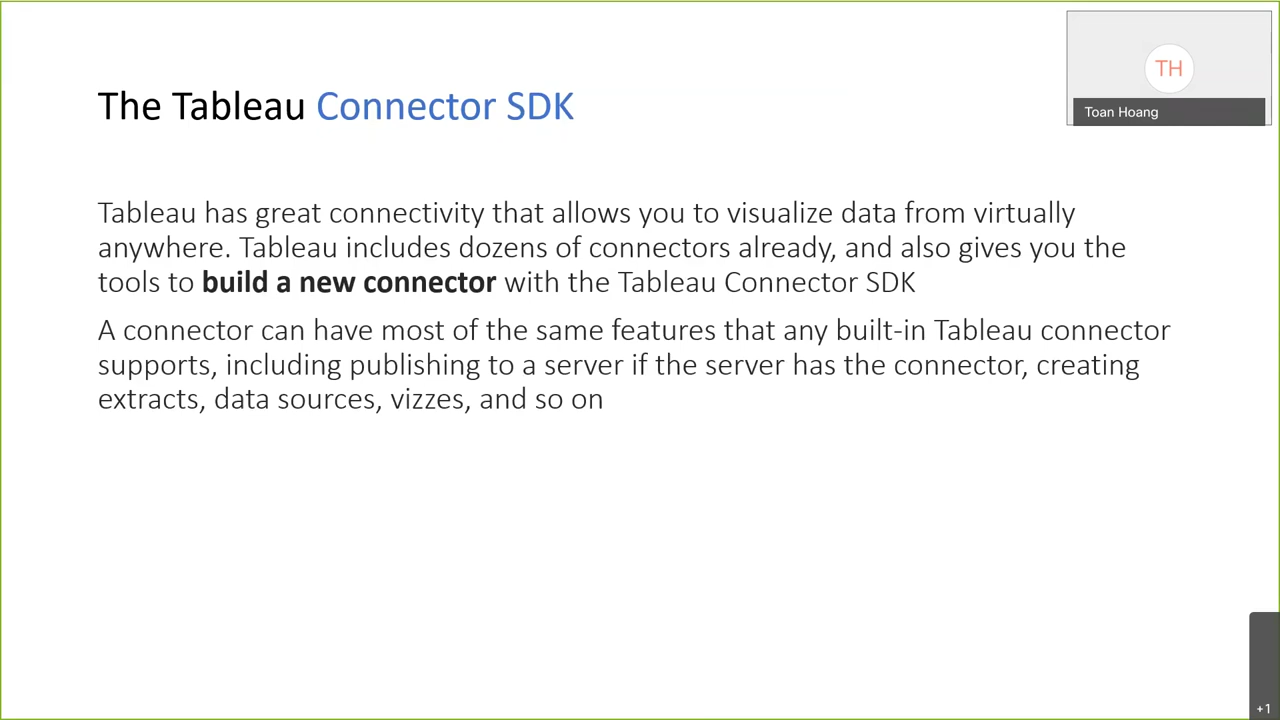 The Tableau Connector SDK
TH
Toan Hoang
Tableau has great connectivity that allows you to visualize data from virtually
anywhere. Tableau includes dozens of connectors already, and also gives you the
tools to build a new connector with the Tableau Connector SDK
A connector can have most of the same features that any built-in Tableau connector
supports, including publishing to a server if the server has the connector, creating
extracts, data sources, vizzes, and so on
+1